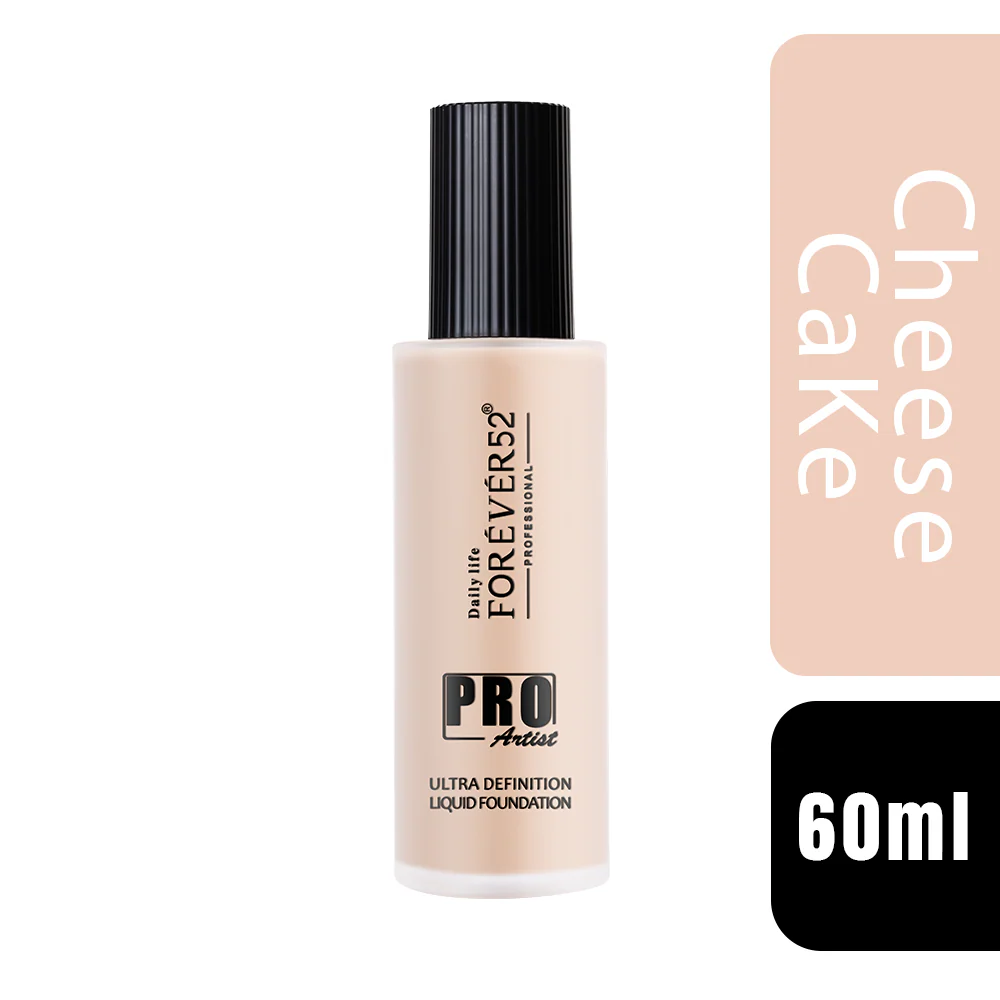 Daily life
FORÉVÉR52®
PROFESSIONAL
PRO
Artist
ULTRA DEFINITION
LIQUID FOUNDATION
Cheese
CaKe
60ml